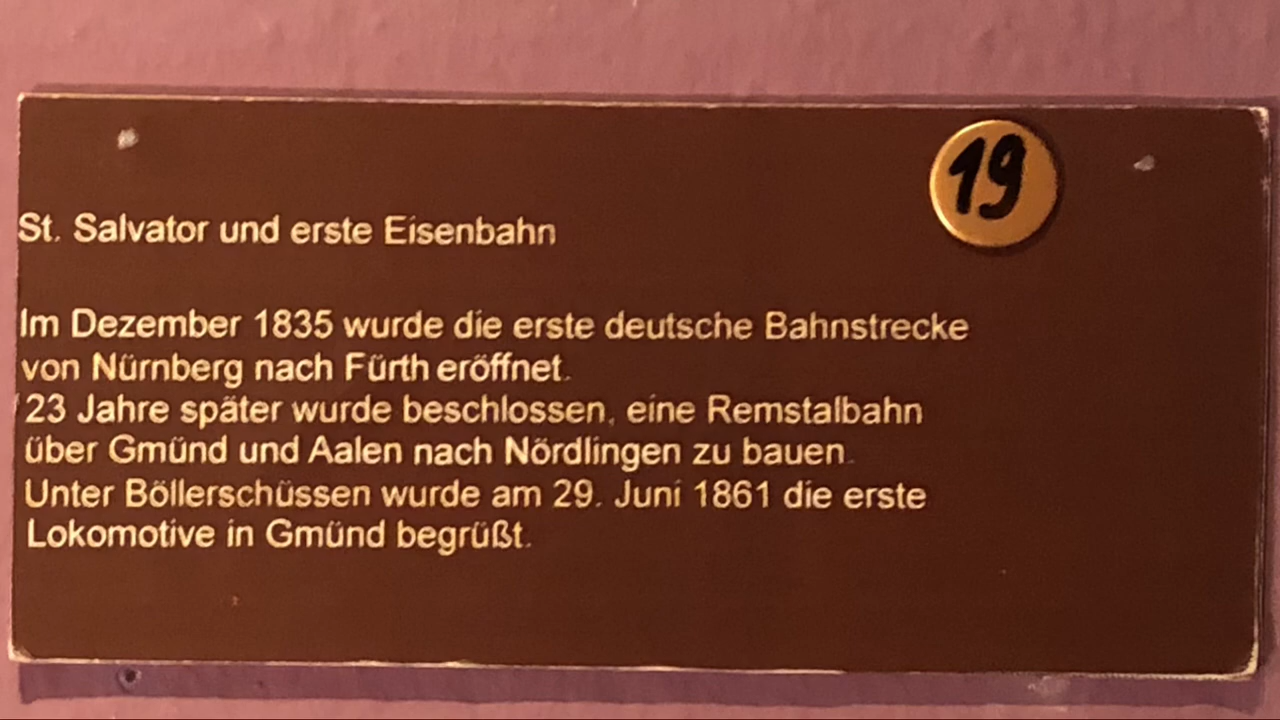 19
St. Salvator und erste Eisenbahn
Im Dezember 1835 wurde die erste deutsche Bahnstrecke
von Nürnberg nach Fürth eröffnet.
23 Jahre später wurde beschlossen, eine Remstalbahn
über Gmünd und Aalen nach Nördlingen zu bauen.
Unter Böllerschüssen wurde am 29. Juni 1861 die erste
Lokomotive in Gmünd begrüßt.